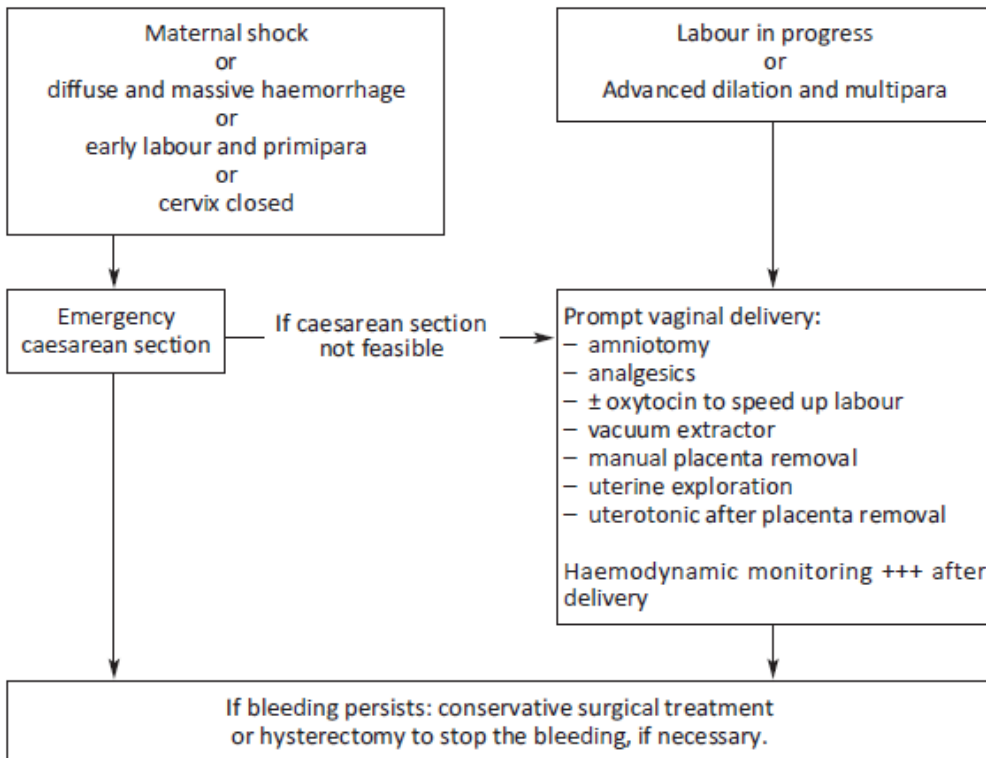 Maternal shock
or
diffuse and massive haemorrhage
or
early labour and primipara
or
cervix closed
Labour in progress
or
Advanced dilation and multipara
Emergency
caesarean section
If caesarean section
not feasible
Prompt vaginal delivery:
– amniotomy
– analgesics
– ± oxytocin to speed up labour
– vacuum extractor
– manual placenta removal
– uterine exploration
– uterotonic after placenta removal
Haemodynamic monitoring +++ after
delivery
If bleeding persists: conservative surgical treatment
or hysterectomy to stop the bleeding, if necessary.